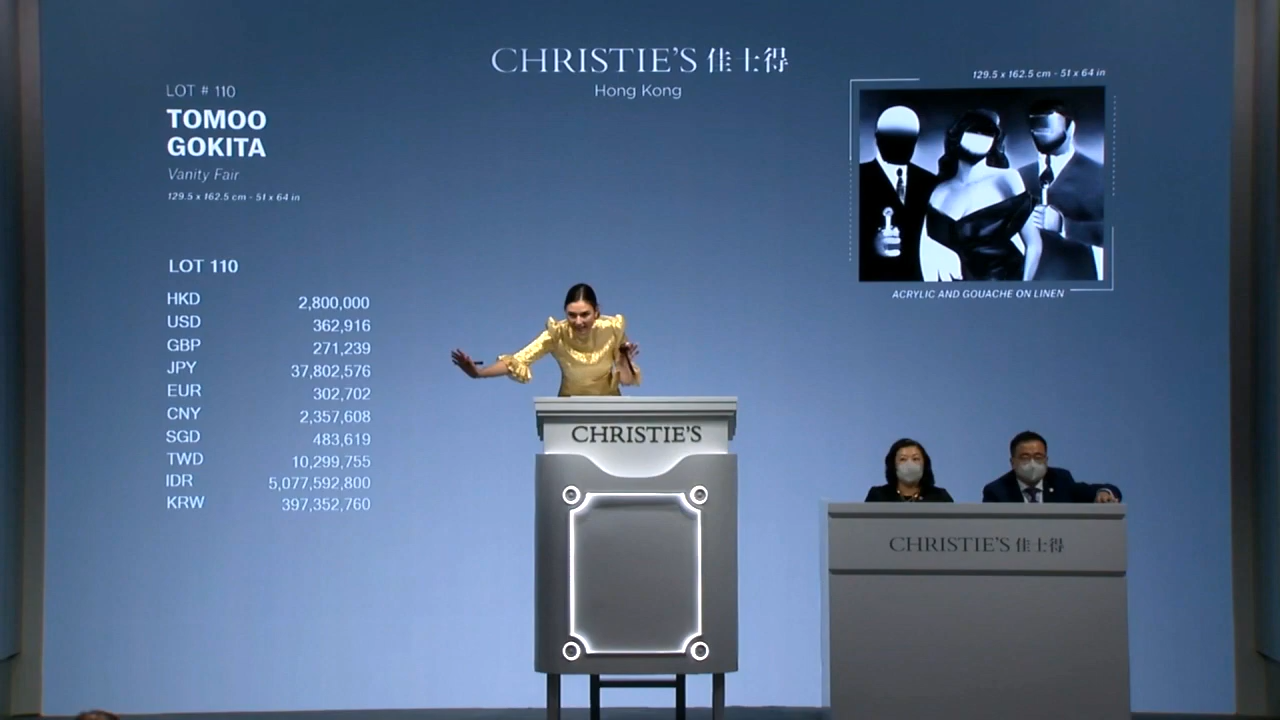 CHRISTIE'S 佳士得
Hong Kong
LOT # 110
TOMOO
GOKITA
Vanity Fair
129.5 x 162.5 cm - 51 x 64 in
LOT 110
HKD 2,800,000
USD 362,916
GBP 271,239
JPY 37,802,576
EUR 302,702
CNY 2,357,608
SGD 483,619
TWD 10,299,755
IDR 5,077,592,800
KRW 397,352,760
129.5 x 162.5 cm - 51 x 64 in
ACRYLIC AND GOUACHE ON LINEN
CHRISTIE'S
CHRISTIE'S 佳士得